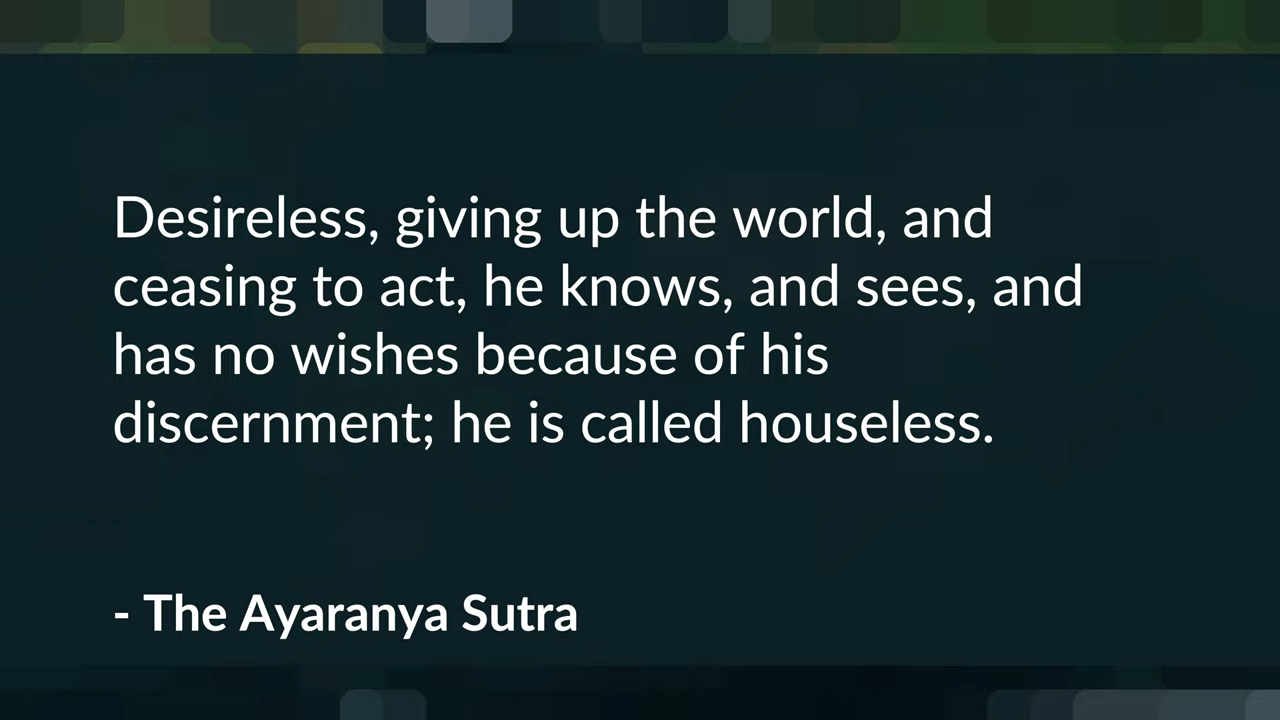 Desireless, giving up the world, and
ceasing to act, he knows, and sees, and
has no wishes because of his
discernment; he is called houseless.
- The Ayaranya Sutra